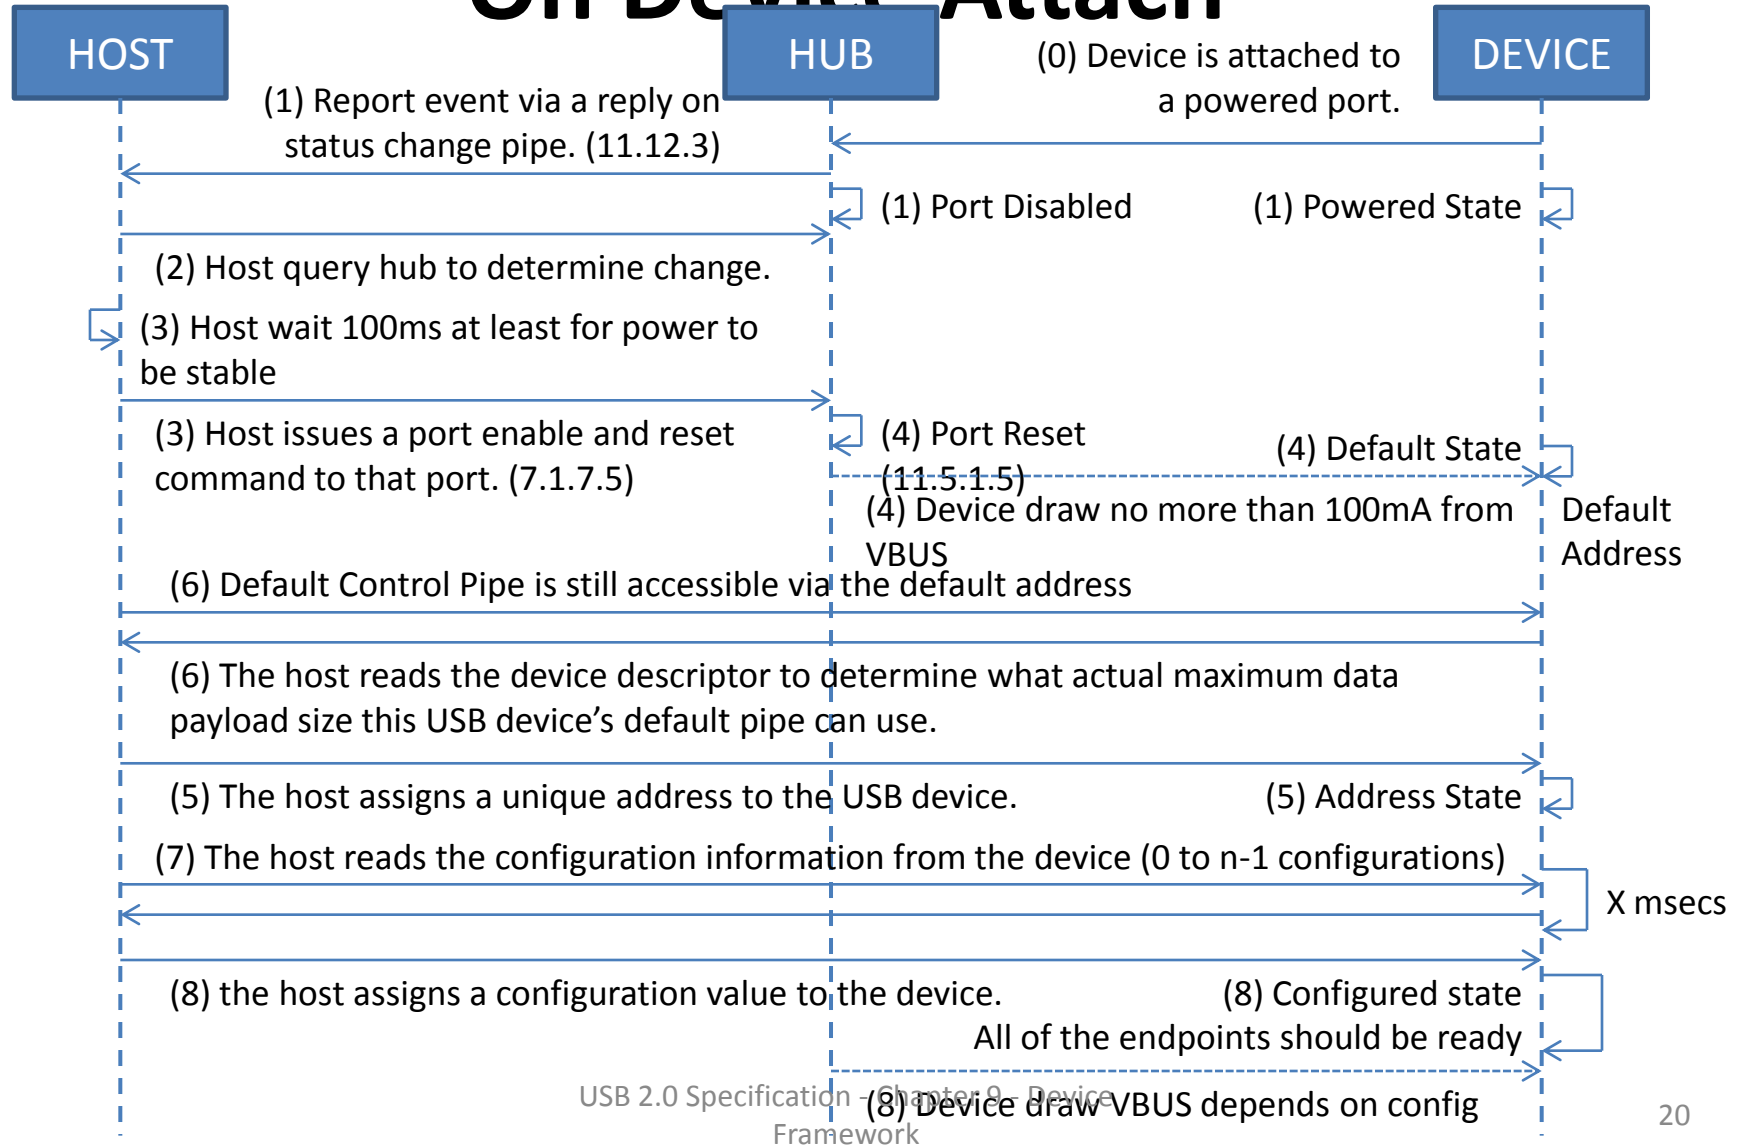 On Device Attach
HOST
HUB
DEVICE
(0) Device is attached to
a powered port.
(1) Report event via a reply on
status change pipe. (11.12.3)
(1) Port Disabled
(1) Powered State
(2) Host query hub to determine change.
(3) Host wait 100ms at least for power to
be stable
(3) Host issues a port enable and reset
command to that port. (7.1.7.5)
(4) Port Reset
(11.5.1.5)
(4) Default State
(4) Device draw no more than 100mA from
VBUS
Default
Address
(6) Default Control Pipe is still accessible via the default address
(6) The host reads the device descriptor to determine what actual maximum data
payload size this USB device’s default pipe can use.
(5) The host assigns a unique address to the USB device.
(5) Address State
(7) The host reads the configuration information from the device (0 to n-1 configurations)
X msecs
(8) the host assigns a configuration value to the device.
(8) Configured state
All of the endpoints should be ready
(8) Device draw VBUS depends on config
USB 2.0 Specification - Chapter 9 - Device
Framework
20